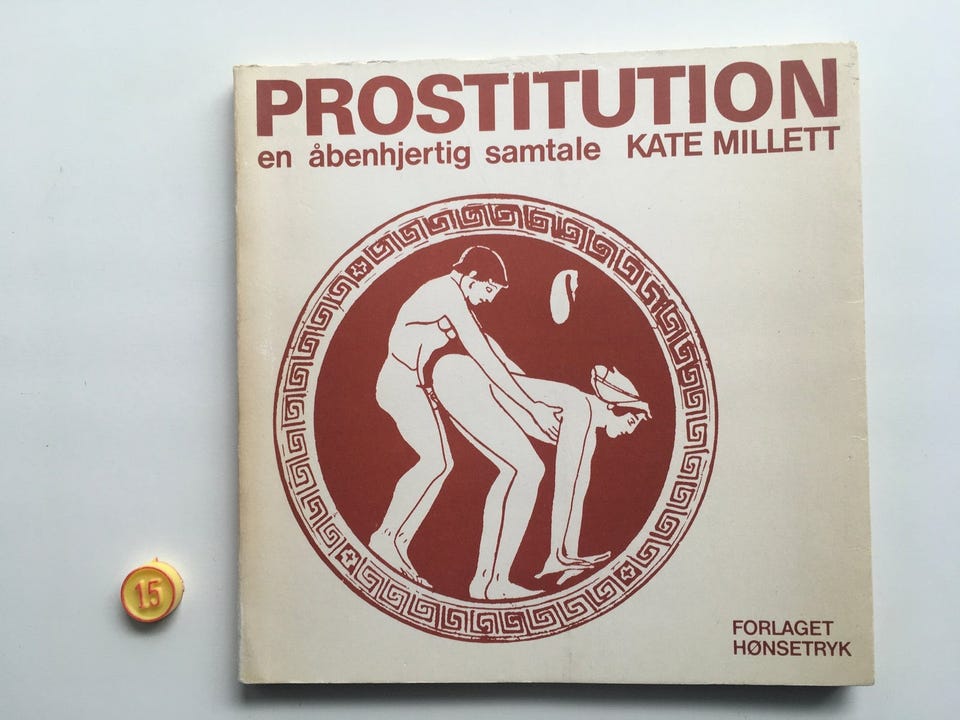 PROSTITUTION
en åbenhjertig samtale KATE MILLETT
15
FORLAGET
HØNSETRYK